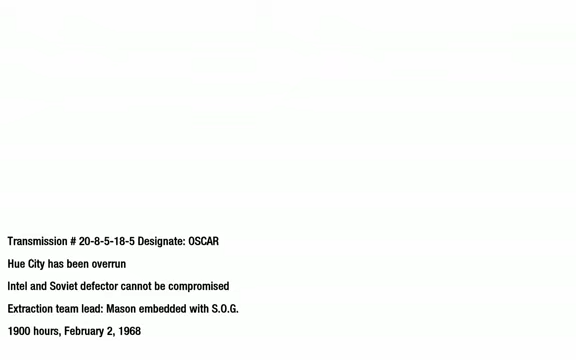 Transmission # 20-8-5-18-5 Designate: OSCAR
Hue City has been overrun
Intel and Soviet defector cannot be compromised
Extraction team lead: Mason embedded with S.O.G.
1900 hours, February 2, 1968